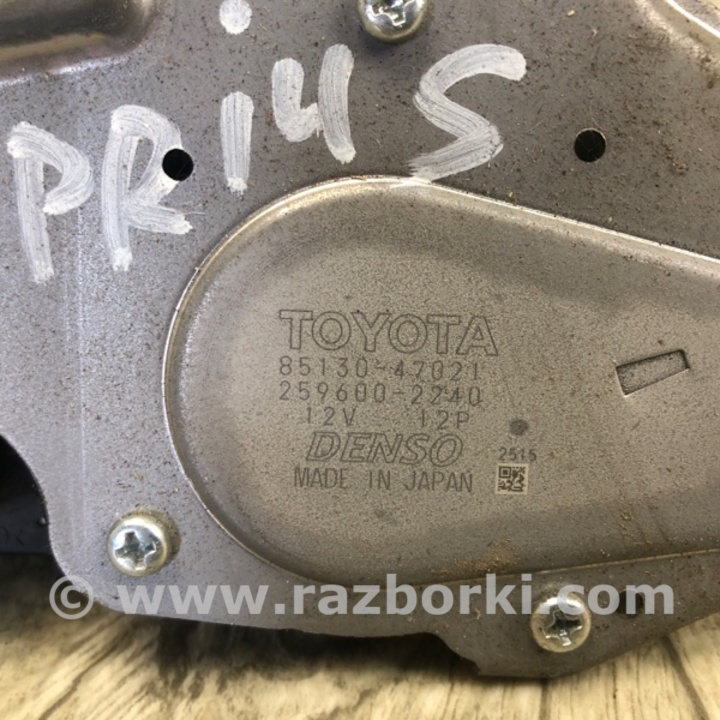 PRiUS
TOYOTA
85130-47021
259600-2240
12V 12P
DENSO
2515
MADE IN JAPAN
© www.razborki.com